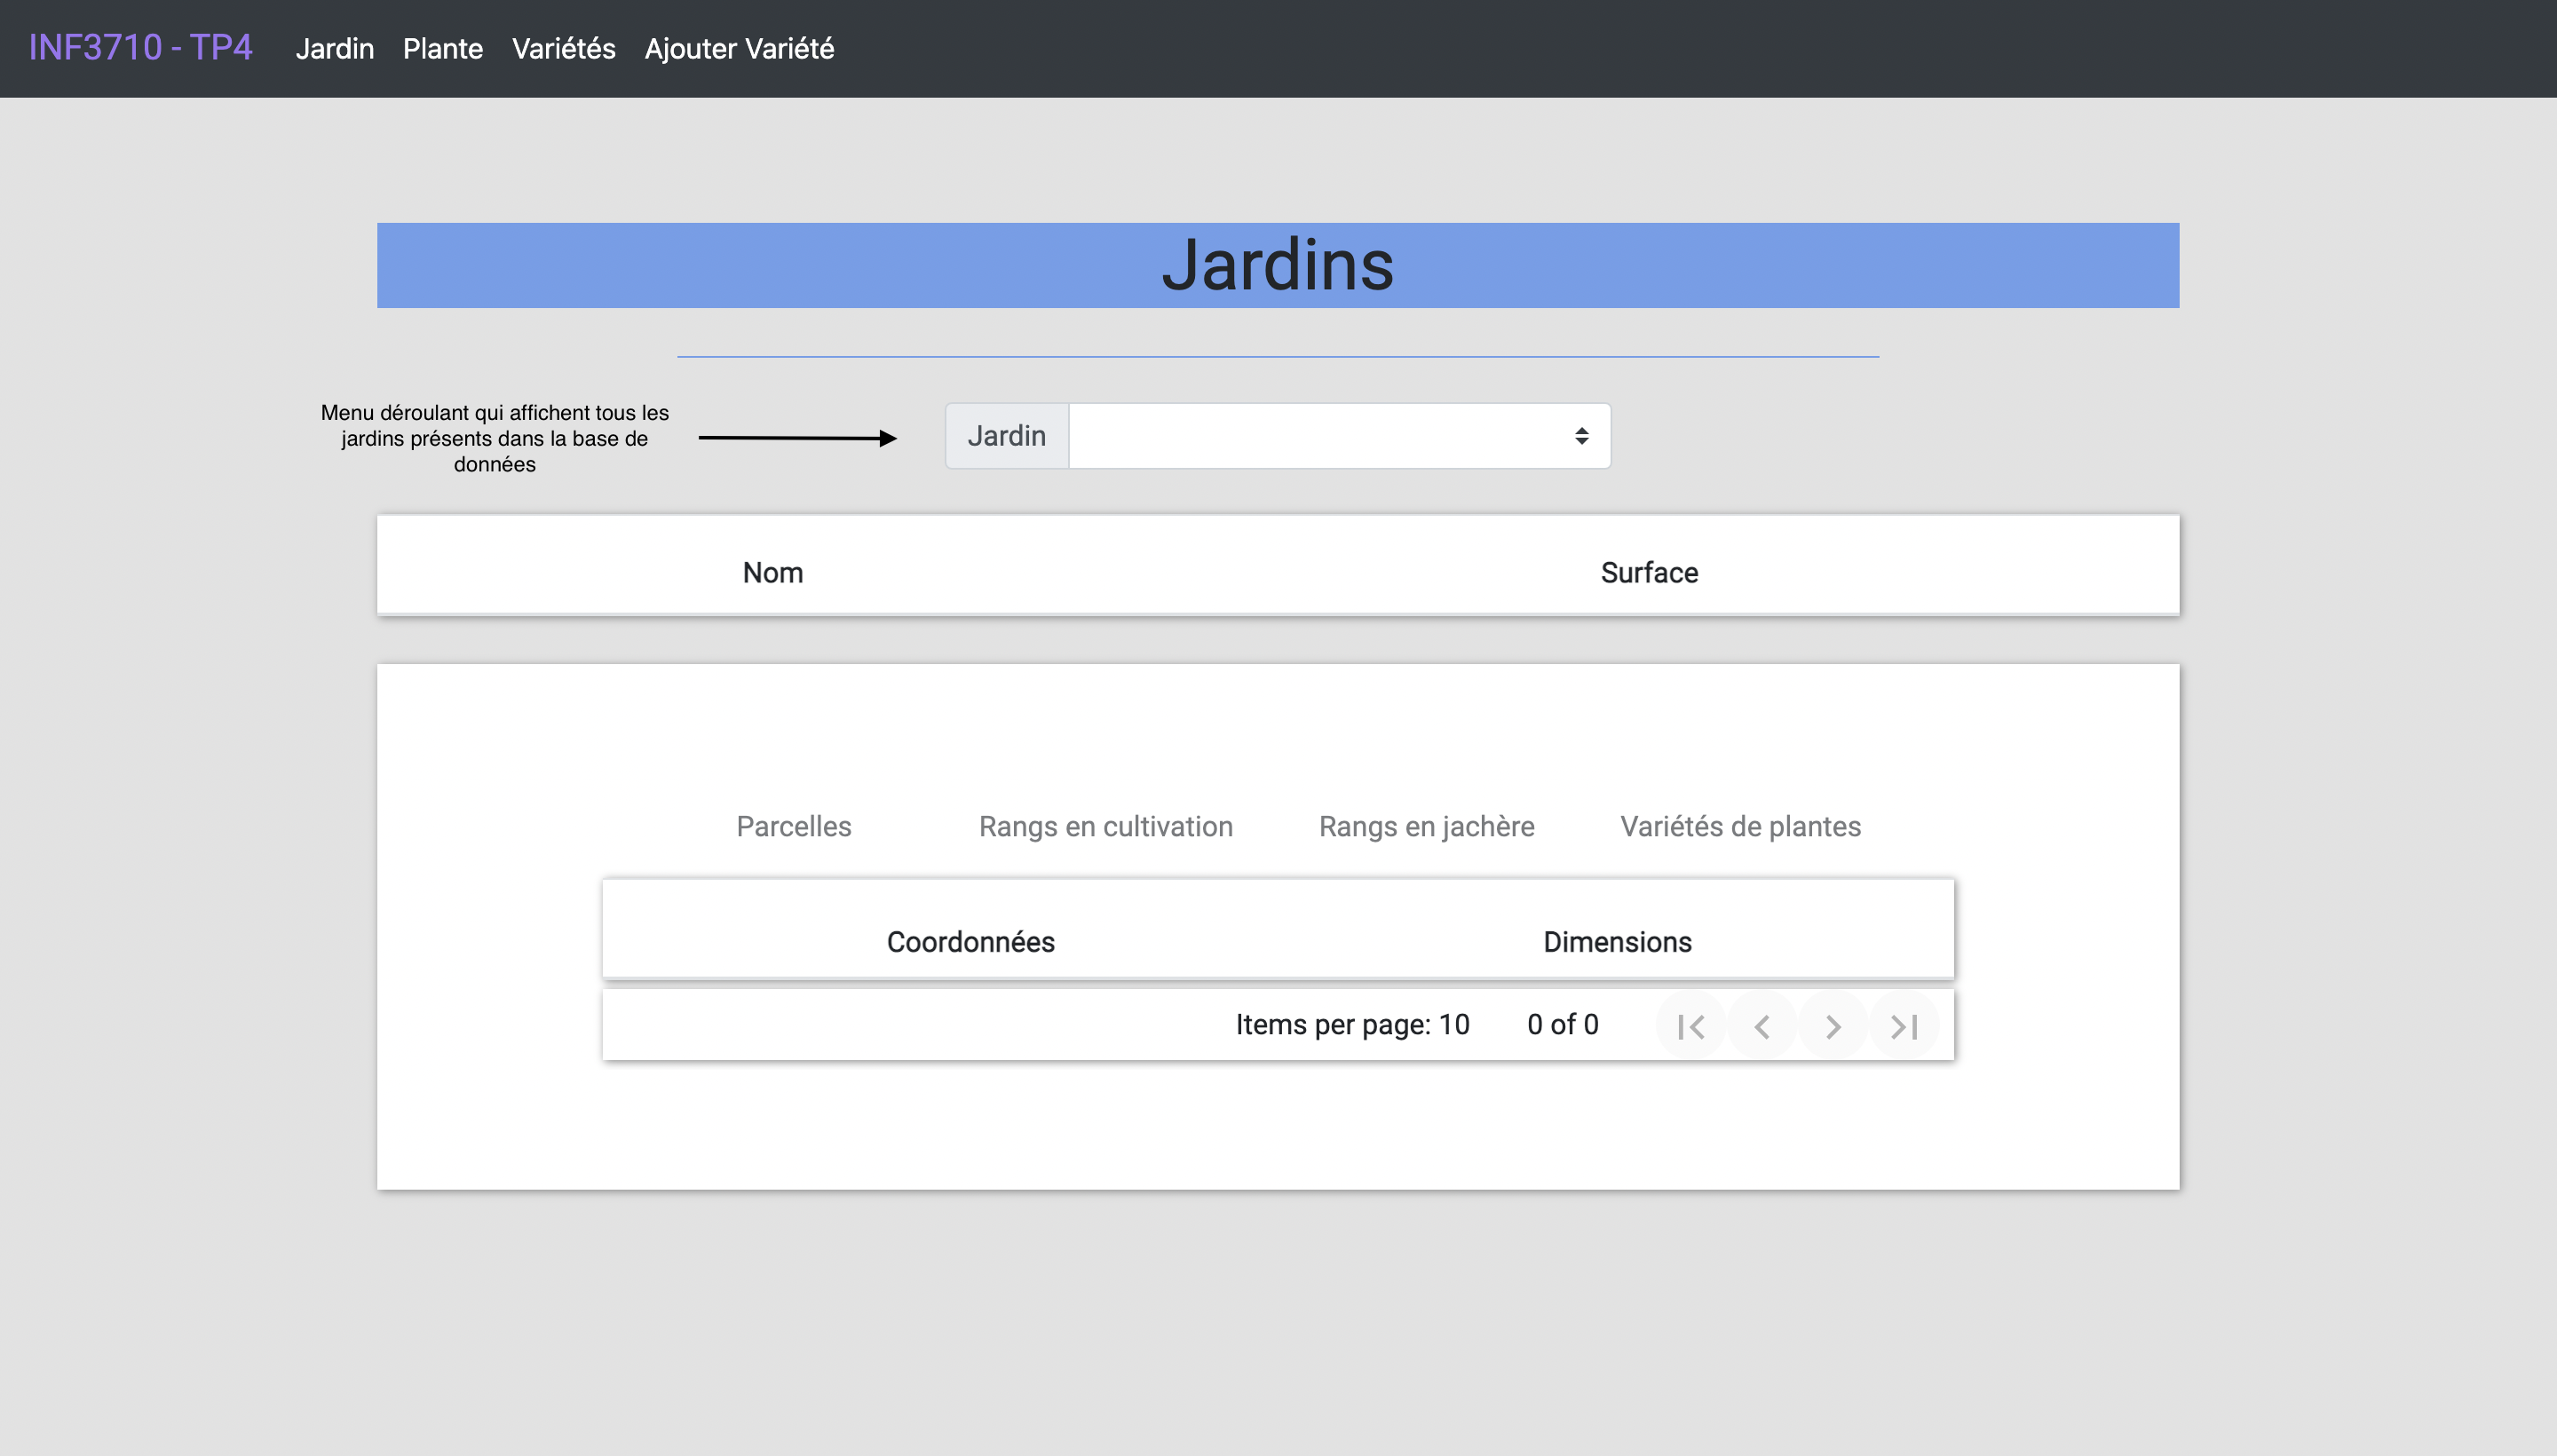 INF3710 - TP4 Jardin Plante Variétés Ajouter Variété
Jardins
Menu déroulant qui affichent tous les
jardins présents dans la base de
données
Jardin
Nom Surface
Parcelles Rangs en cultivation Rangs en jachère Variétés de plantes
Coordonnées Dimensions
Items per page: 10 0 of 0